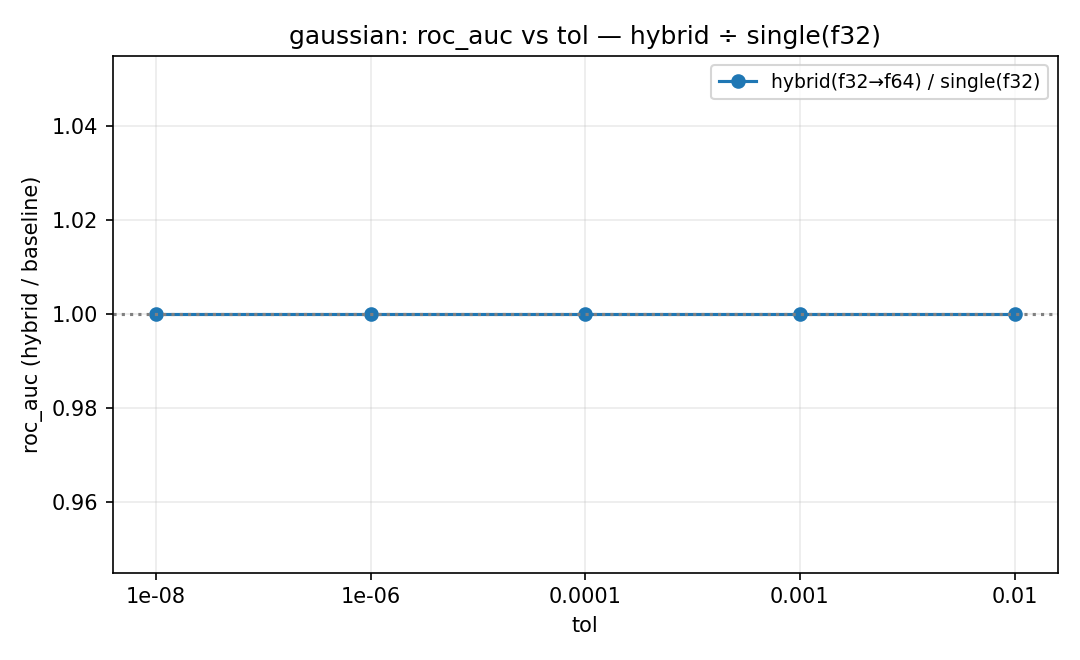 gaussian: roc_auc vs tol — hybrid ÷ single(f32)
hybrid(f32→f64) / single(f32)
roc_auc (hybrid / baseline)
1.04
1.02
1.00
0.98
0.96
1e-08
1e-06
0.0001
0.001
0.01
tol